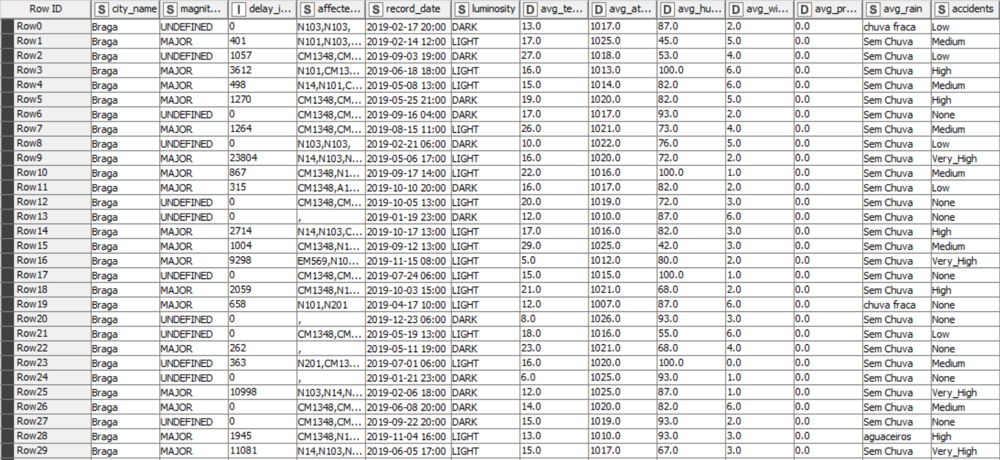 Row ID S city_name S magnit... I delay_i... S affecte... S record_date S luminosity D avg_te... D avg_at... D avg_hu... D avg_wi... D avg_pr... S avg_rain S accidents
Row0 Braga UNDEFINED 0 N103,N103, 2019-02-17 20:00 DARK 13.0 1017.0 87.0 2.0 0.0 chuva fraca Low
Row1 Braga MAJOR 401 N101,N103,... 2019-02-14 12:00 LIGHT 17.0 1025.0 45.0 5.0 0.0 Sem Chuva Medium
Row2 Braga UNDEFINED 1057 CM1348,CM... 2019-09-03 19:00 DARK 27.0 1018.0 53.0 4.0 0.0 Sem Chuva Low
Row3 Braga MAJOR 3612 N101,CM13... 2019-06-18 18:00 LIGHT 16.0 1013.0 100.0 6.0 0.0 Sem Chuva High
Row4 Braga MAJOR 498 N14,N101,C... 2019-05-08 13:00 LIGHT 15.0 1014.0 82.0 6.0 0.0 Sem Chuva Medium
Row5 Braga MAJOR 1270 CM1348,CM... 2019-05-25 21:00 DARK 19.0 1020.0 82.0 5.0 0.0 Sem Chuva High
Row6 Braga UNDEFINED 0 CM1348,CM... 2019-09-16 04:00 DARK 17.0 1017.0 93.0 2.0 0.0 Sem Chuva None
Row7 Braga MAJOR 1264 CM1348,CM... 2019-08-15 11:00 LIGHT 26.0 1021.0 73.0 4.0 0.0 Sem Chuva Medium
Row8 Braga UNDEFINED 0 N103,N103, 2019-02-21 06:00 DARK 10.0 1022.0 76.0 5.0 0.0 Sem Chuva Low
Row9 Braga MAJOR 23804 N14,N103,N... 2019-05-06 17:00 LIGHT 16.0 1020.0 72.0 2.0 0.0 Sem Chuva Very_High
Row10 Braga MAJOR 867 CM1348,N1... 2019-09-17 14:00 LIGHT 22.0 1016.0 100.0 1.0 0.0 Sem Chuva Medium
Row11 Braga MAJOR 315 CM1348,A1... 2019-10-10 20:00 DARK 16.0 1017.0 82.0 2.0 0.0 Sem Chuva Low
Row12 Braga UNDEFINED 0 CM1348,CM... 2019-10-05 13:00 LIGHT 20.0 1019.0 72.0 3.0 0.0 Sem Chuva None
Row13 Braga UNDEFINED 0 , 2019-01-19 23:00 DARK 12.0 1010.0 87.0 6.0 0.0 Sem Chuva None
Row14 Braga MAJOR 2714 N14,N103,C... 2019-10-17 13:00 LIGHT 17.0 1016.0 82.0 3.0 0.0 Sem Chuva High
Row15 Braga MAJOR 1004 CM1348,N1... 2019-09-12 13:00 LIGHT 29.0 1025.0 42.0 3.0 0.0 Sem Chuva Medium
Row16 Braga MAJOR 9298 EM569,N10... 2019-11-15 08:00 LIGHT 5.0 1012.0 80.0 2.0 0.0 Sem Chuva Very_High
Row17 Braga UNDEFINED 0 CM1348,CM... 2019-07-24 06:00 LIGHT 15.0 1015.0 100.0 1.0 0.0 Sem Chuva None
Row18 Braga MAJOR 2059 CM1348,N1... 2019-10-03 15:00 LIGHT 21.0 1021.0 68.0 2.0 0.0 Sem Chuva High
Row19 Braga MAJOR 658 N101,N201 2019-04-17 10:00 LIGHT 12.0 1007.0 87.0 6.0 0.0 chuva fraca None
Row20 Braga UNDEFINED 0 , 2019-12-23 06:00 DARK 8.0 1026.0 93.0 3.0 0.0 Sem Chuva None
Row21 Braga UNDEFINED 0 CM1348,CM... 2019-05-19 13:00 LIGHT 18.0 1016.0 55.0 6.0 0.0 Sem Chuva Low
Row22 Braga MAJOR 262 , 2019-05-11 19:00 DARK 23.0 1021.0 68.0 4.0 0.0 Sem Chuva None
Row23 Braga UNDEFINED 363 N201,CM13... 2019-07-01 06:00 LIGHT 16.0 1020.0 100.0 0.0 0.0 Sem Chuva Medium
Row24 Braga UNDEFINED 0 , 2019-01-21 23:00 DARK 6.0 1025.0 93.0 1.0 0.0 Sem Chuva None
Row25 Braga MAJOR 10998 N103,N14,N... 2019-02-06 18:00 DARK 12.0 1025.0 87.0 1.0 0.0 Sem Chuva Very_High
Row26 Braga MAJOR 0 CM1348,CM... 2019-06-08 20:00 DARK 14.0 1020.0 82.0 6.0 0.0 Sem Chuva Medium
Row27 Braga UNDEFINED 0 CM1348,CM... 2019-09-22 20:00 DARK 15.0 1019.0 93.0 2.0 0.0 Sem Chuva None
Row28 Braga MAJOR 1945 CM1348,N1... 2019-11-04 16:00 LIGHT 13.0 1010.0 93.0 3.0 0.0 aguaceiros High
Row29 Braga MAJOR 11081 N14,N103,N... 2019-06-05 17:00 LIGHT 15.0 1017.0 67.0 3.0 0.0 Sem Chuva Very_High